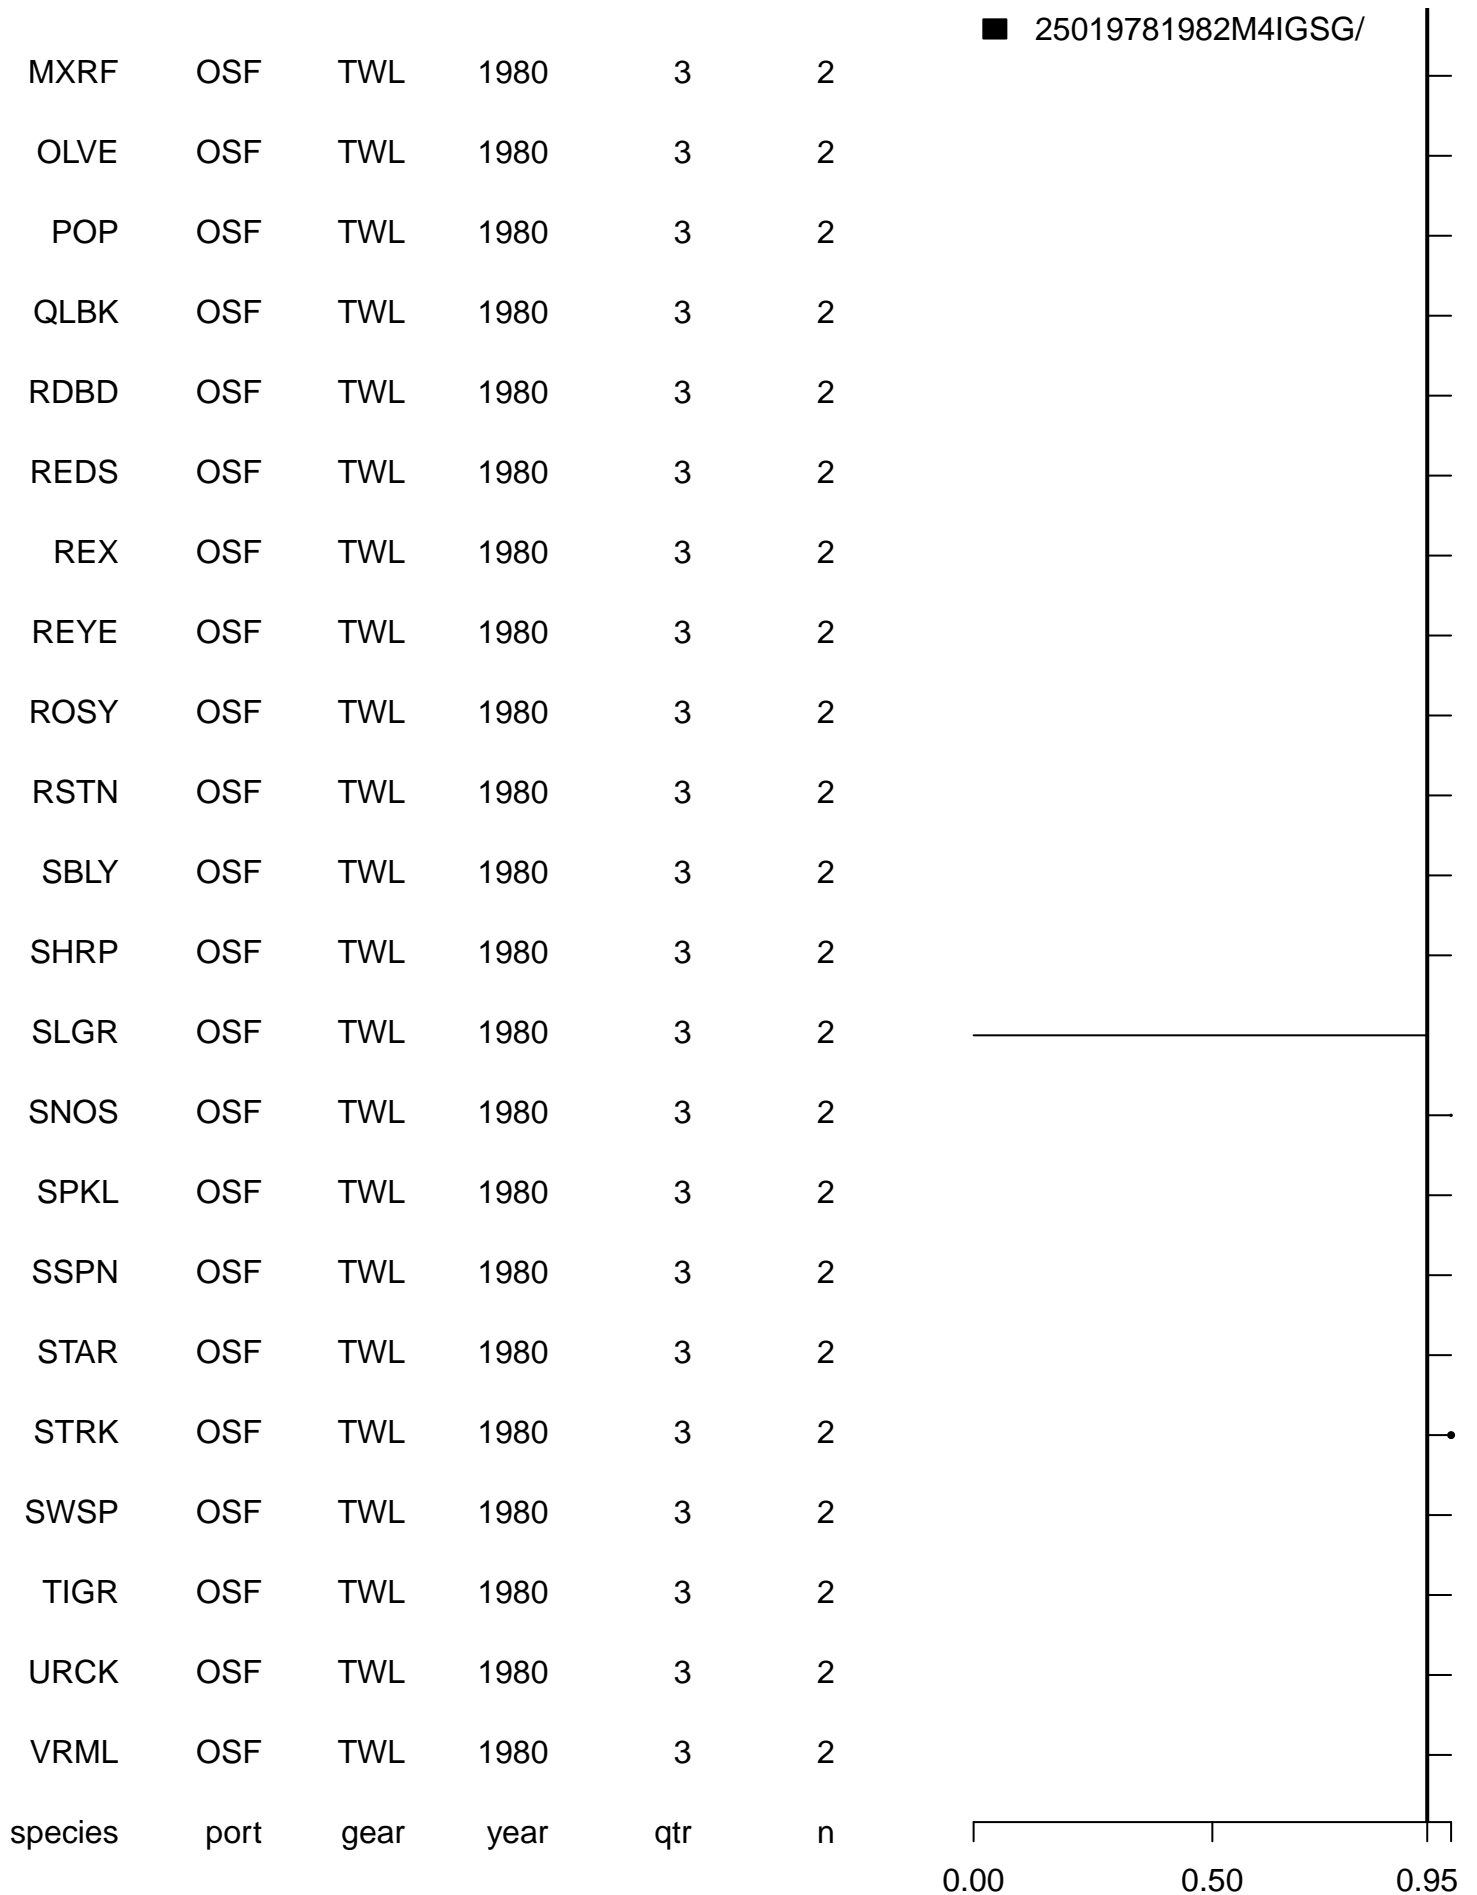 25019781982M4IGSG/
MXRF OSF TWL 1980 3 2
OLVE OSF TWL 1980 3 2
POP OSF TWL 1980 3 2
QLBK OSF TWL 1980 3 2
RDBD OSF TWL 1980 3 2
REDS OSF TWL 1980 3 2
REX OSF TWL 1980 3 2
REYE OSF TWL 1980 3 2
ROSY OSF TWL 1980 3 2
RSTN OSF TWL 1980 3 2
SBLY OSF TWL 1980 3 2
SHRP OSF TWL 1980 3 2
SLGR OSF TWL 1980 3 2
SNOS OSF TWL 1980 3 2
SPKL OSF TWL 1980 3 2
SSPN OSF TWL 1980 3 2
STAR OSF TWL 1980 3 2
STRK OSF TWL 1980 3 2
SWSP OSF TWL 1980 3 2
TIGR OSF TWL 1980 3 2
URCK OSF TWL 1980 3 2
VRML OSF TWL 1980 3 2
species port gear year qtr n
0.00 0.50 0.95